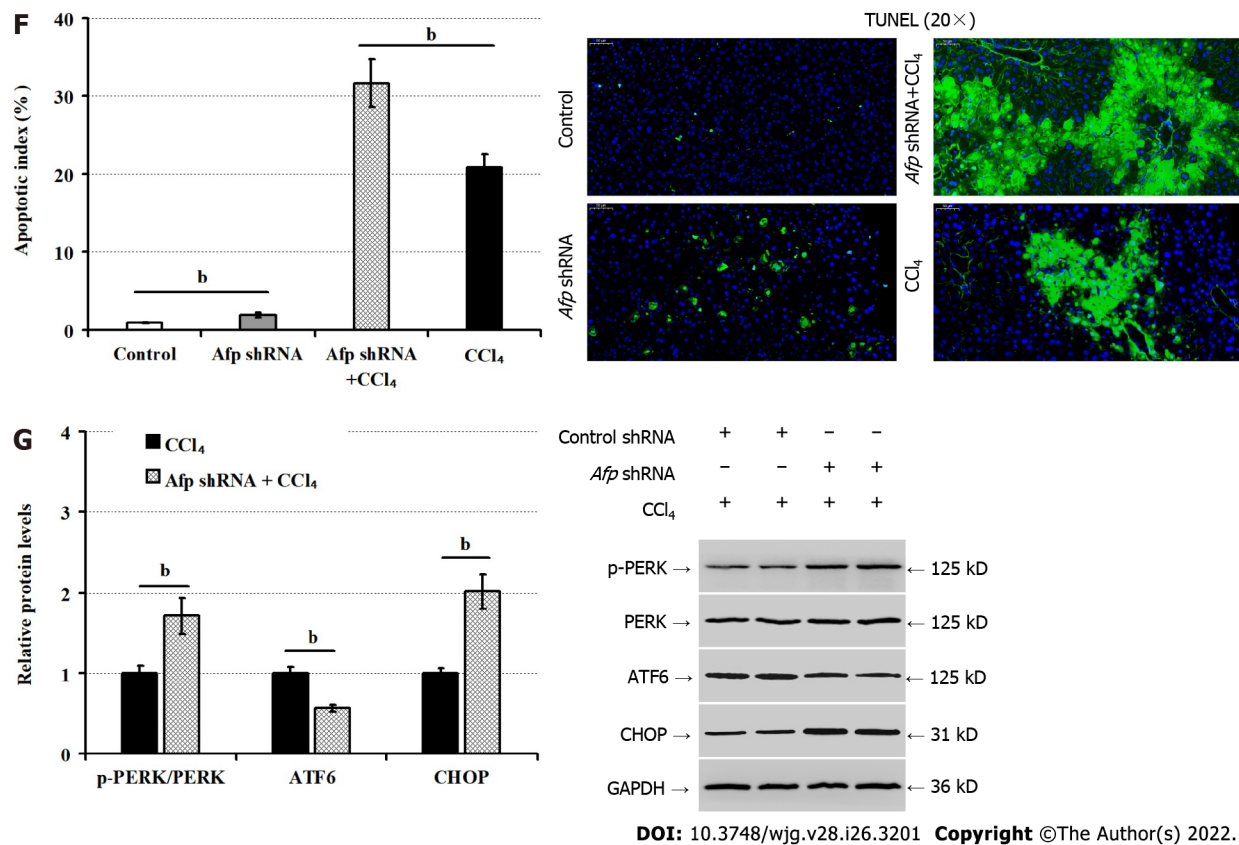 F
TUNEL (20×)
40
30
20
10
0
Apoptotic index (%)
b
b
Control
Afp shRNA
Afp shRNA
+CCl₄
CCl₄
Control
Afp shRNA+CCl₄
Afp shRNA
CCl₄
G
4
3
2
1
0
Relative protein levels
CCl₄
Afp shRNA + CCl₄
b
b
b
p-PERK/PERK
ATF6
CHOP
Control shRNA + + – –
Afp shRNA – – + +
CCl₄ + + + +
p-PERK → ← 125 kD
PERK → ← 125 kD
ATF6 → ← 125 kD
CHOP → ← 31 kD
GAPDH → ← 36 kD
DOI: 10.3748/wjg.v28.i26.3201 Copyright ©The Author(s) 2022.